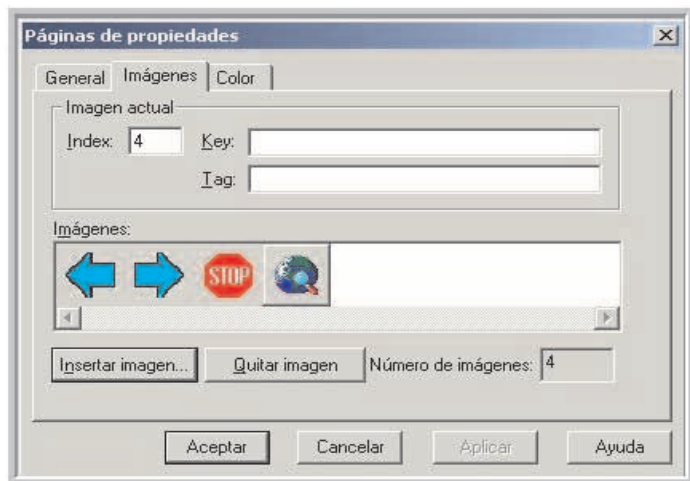 Páginas de propiedades
General Imágenes Color
Imagen actual
Index: 4 Key:
Tag:
Imágenes:
STOP
Insertar imagen... Quitar imagen Número de imágenes: 4
Aceptar Cancelar Aplicar Ayuda